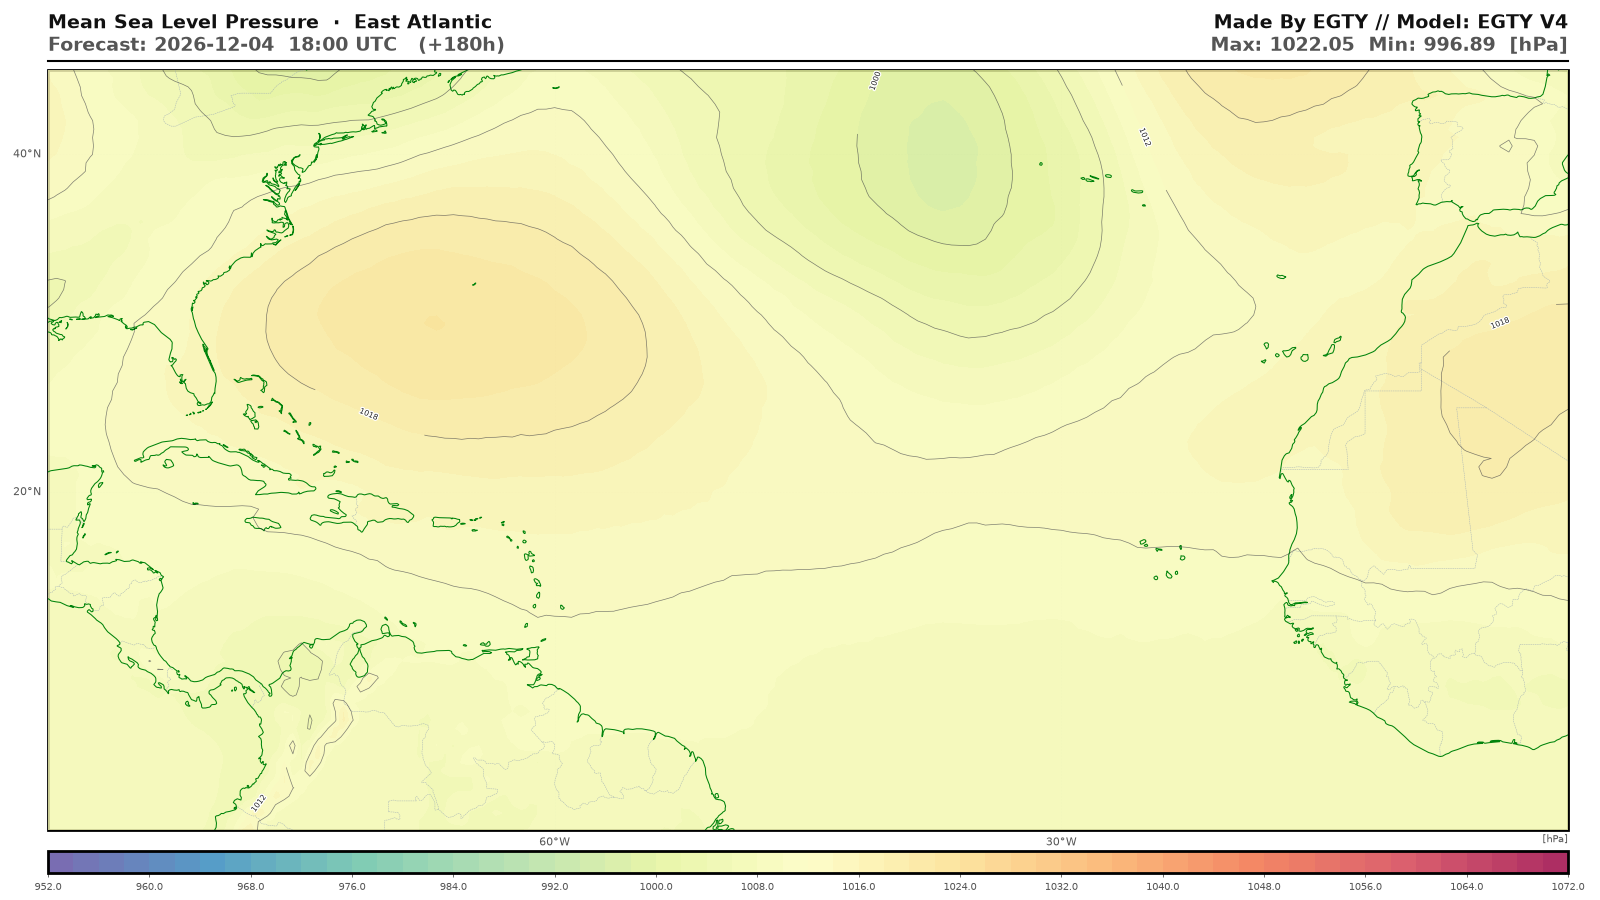 Mean Sea Level Pressure · East Atlantic
Made By EGTY // Model: EGTY V4
Forecast: 2026-12-04 18:00 UTC (+180h)
Max: 1022.05 Min: 996.89 [hPa]
1000
1012
40°N
1018
1018
20°N
1012
60°W
30°W
[hPa]
952.0 960.0 968.0 976.0 984.0 992.0 1000.0 1008.0 1016.0 1024.0 1032.0 1040.0 1048.0 1056.0 1064.0 1072.0